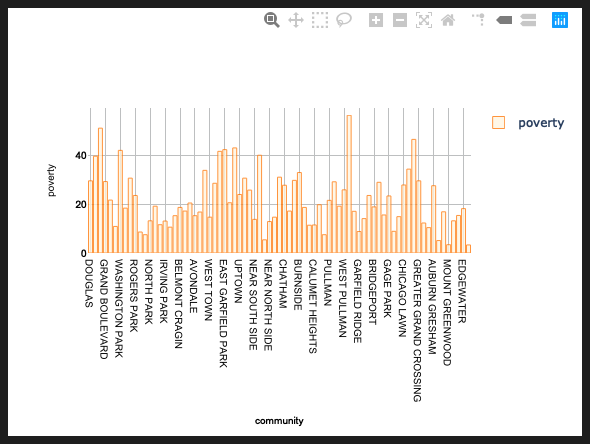 poverty
poverty
40
20
0
DOUGLAS
GRAND BOULEVARD
WASHINGTON PARK
ROGERS PARK
NORTH PARK
IRVING PARK
BELMONT CRAGIN
AVONDALE
WEST TOWN
EAST GARFIELD PARK
UPTOWN
NEAR SOUTH SIDE
NEAR NORTH SIDE
CHATHAM
BURNSIDE
CALUMET HEIGHTS
PULLMAN
WEST PULLMAN
GARFIELD RIDGE
BRIDGEPORT
GAGE PARK
CHICAGO LAWN
GREATER GRAND CROSSING
AUBURN GRESHAM
MOUNT GREENWOOD
EDGEWATER
community